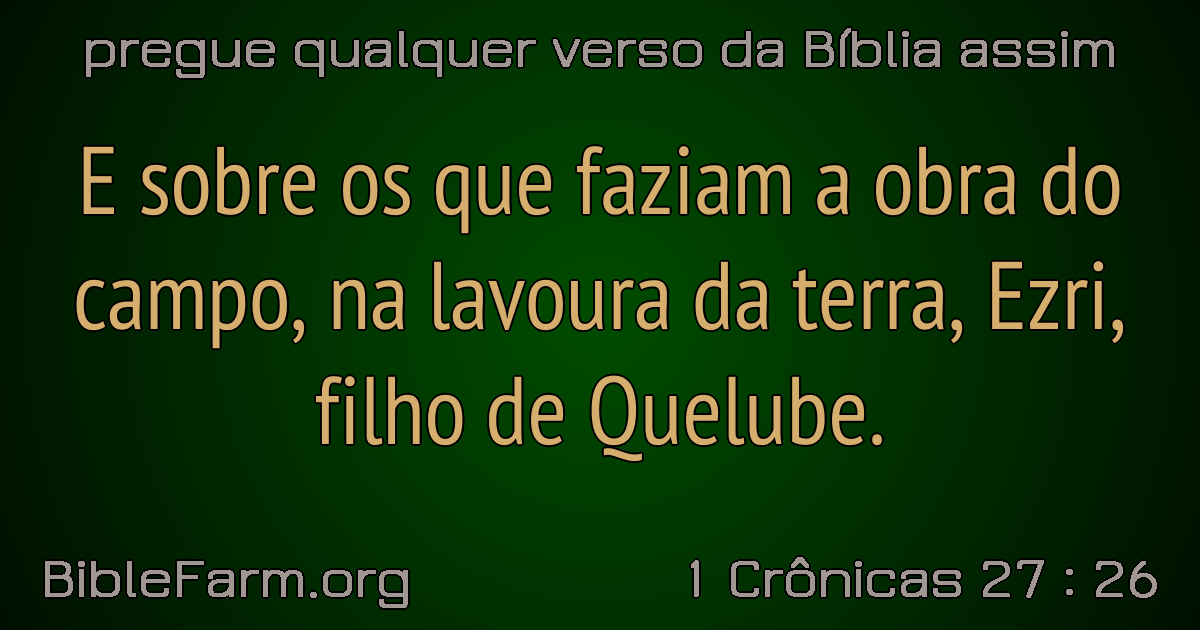 pregue qualquer verso da Bíblia assim
E sobre os que faziam a obra do
campo, na lavoura da terra, Ezri,
filho de Quelube.
BibleFarm.org
1 Crônicas 27 : 26